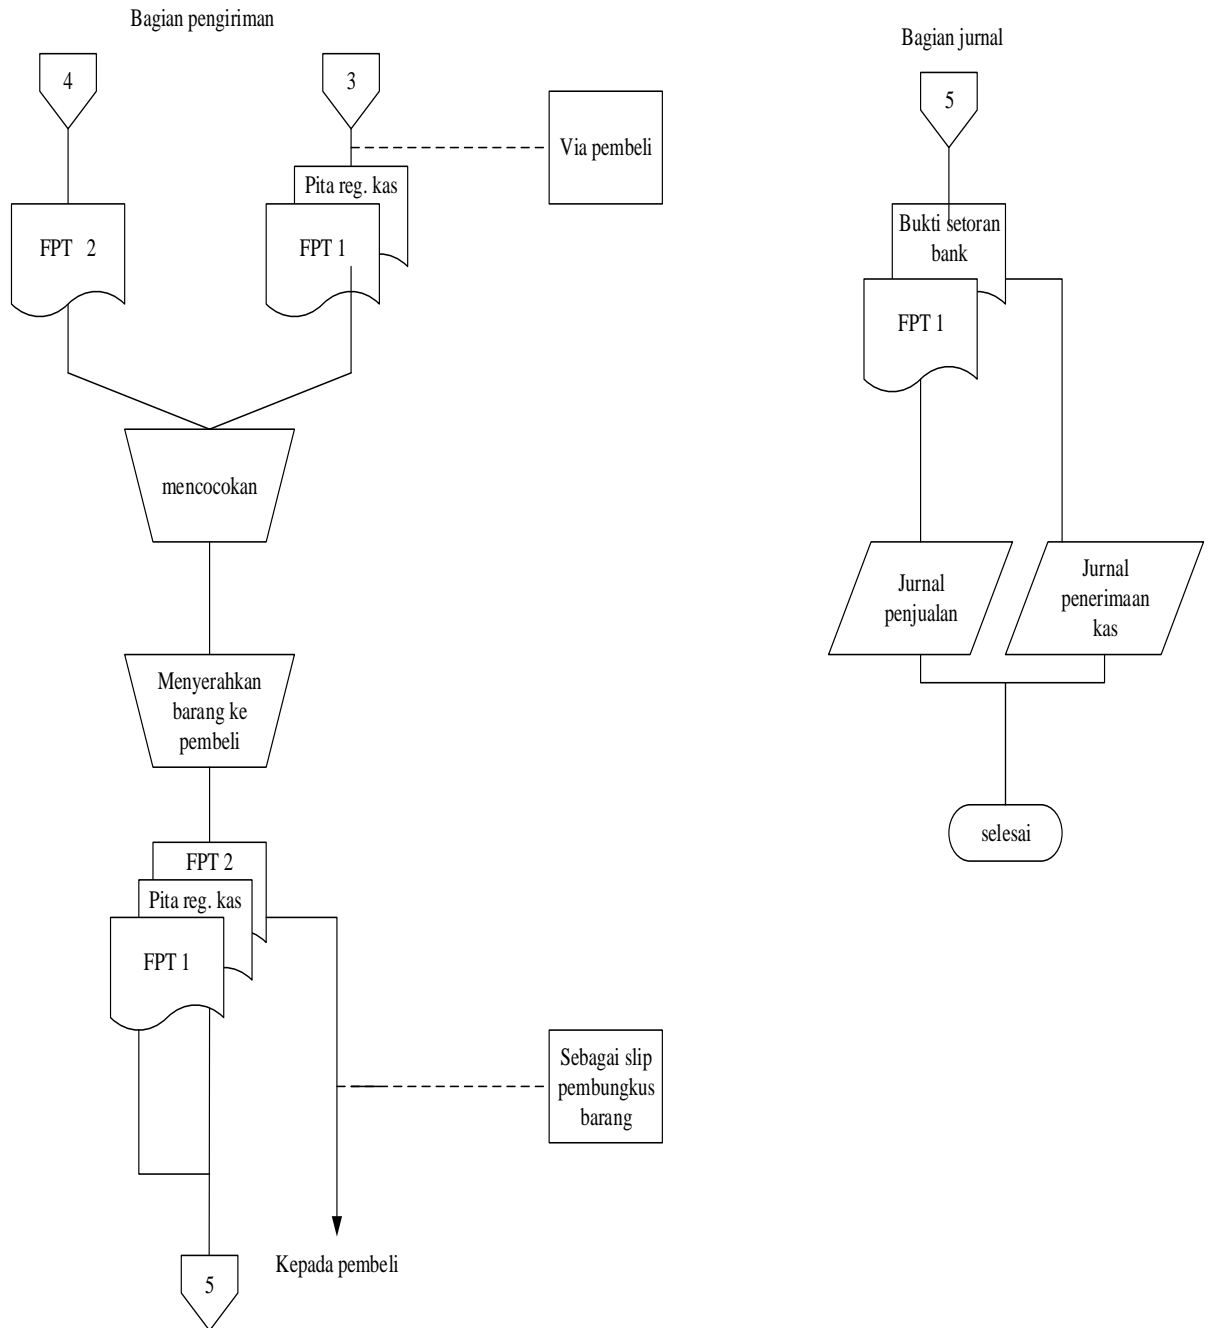 Bagian pengiriman
4
3
Via pembeli
Pita reg. kas
FPT 2
FPT 1
mencocokan
Menyerahkan
barang ke
pembeli
FPT 2
Pita reg. kas
FPT 1
Sebagai slip
pembungkus
barang
Kepada pembeli
5
Bagian jurnal
5
Bukti setoran
bank
FPT 1
Jurnal
penjualan
Jurnal
penerimaan
kas
selesai